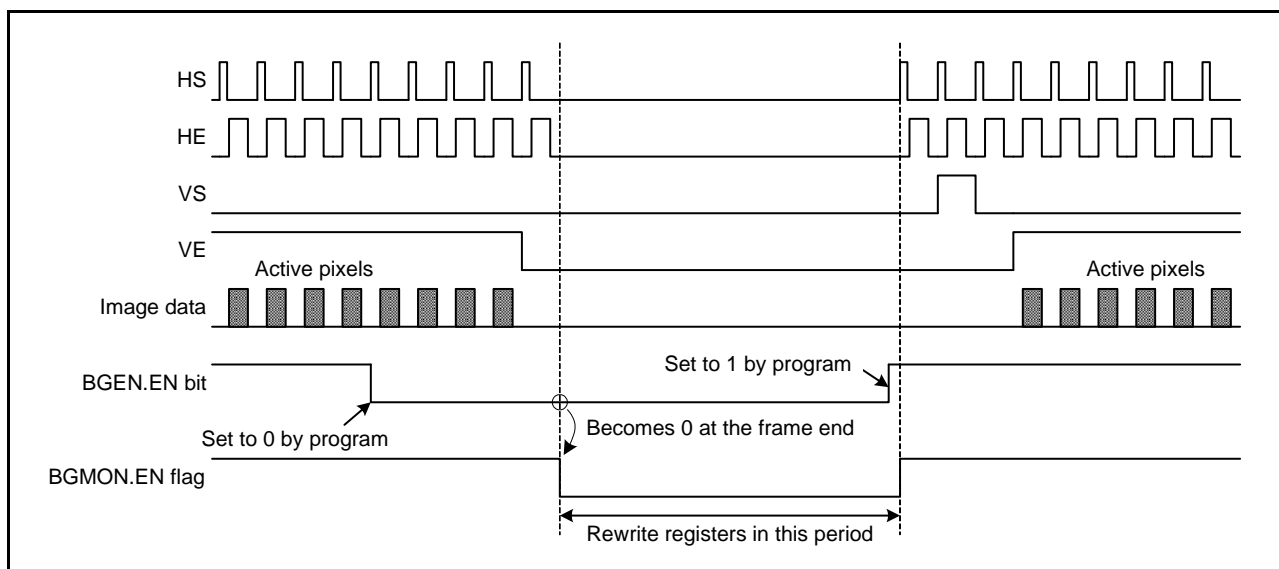 HS
HE
VS
VE
Active pixels
Active pixels
Image data
Set to 1 by program
BGEN.EN bit
Becomes 0 at the frame end
Set to 0 by program
BGMON.EN flag
Rewrite registers in this period